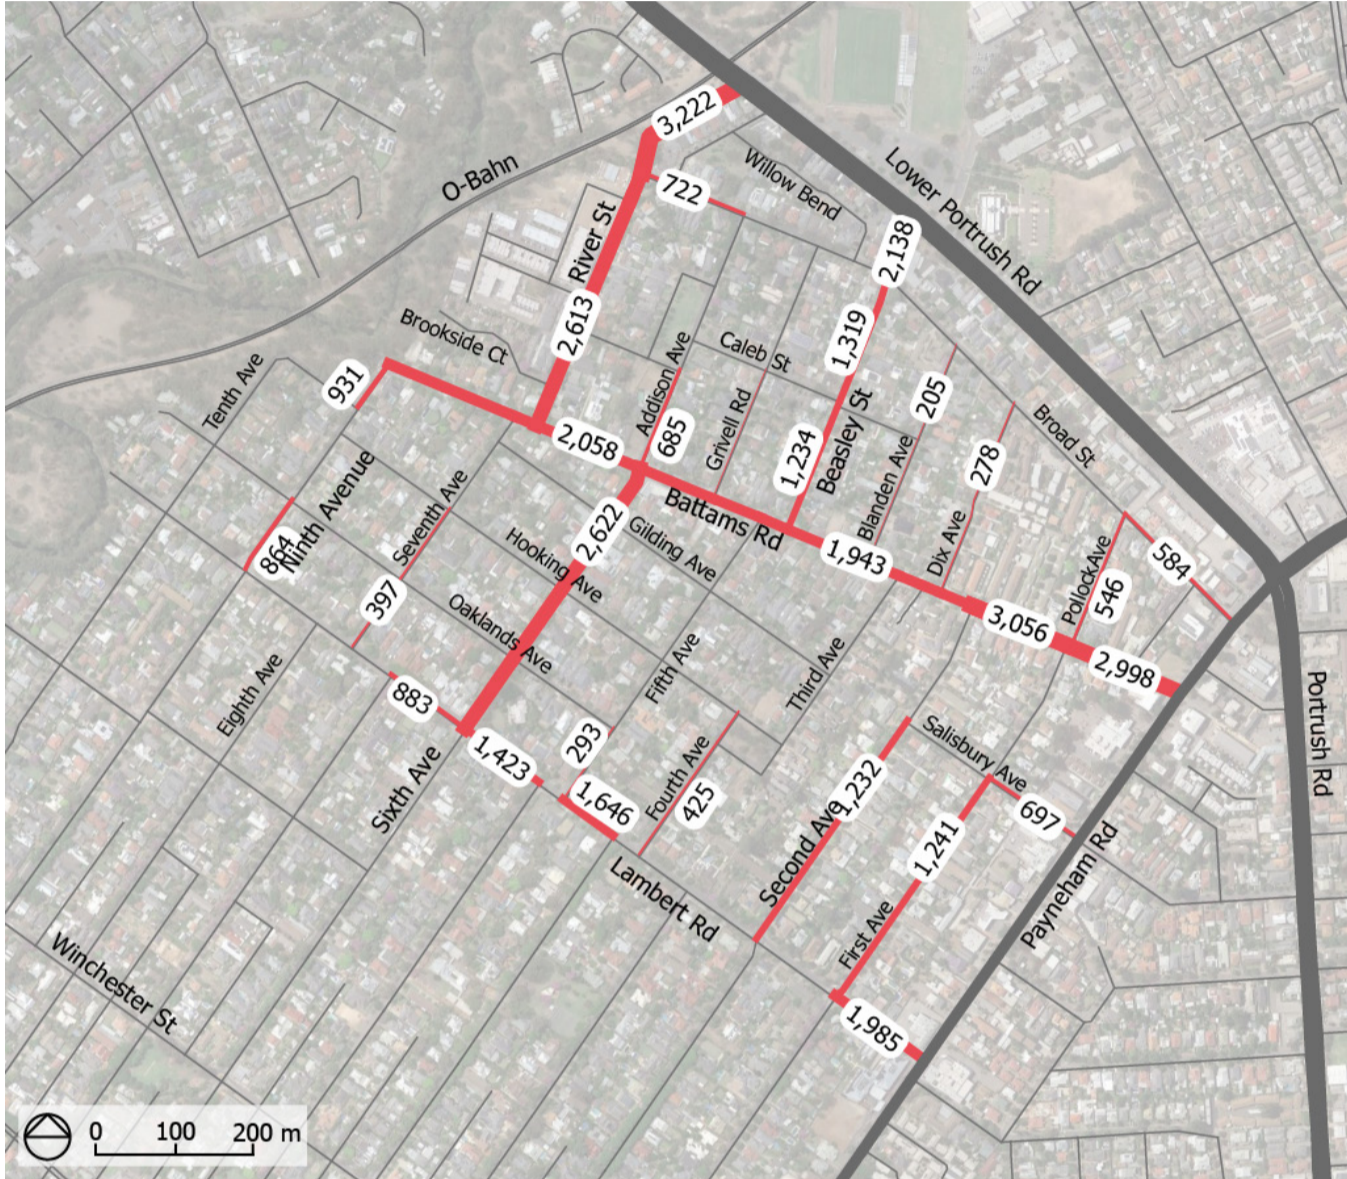 3,222
O-Bahn
Willow Bend
Lower Portrush Rd
722
2,138
River St
2,613
Brookside Ct
1,319
Caleb St
Addison Ave
931
Tenth Ave
Grivell Rd
205
Beasley St
Broad St
2,058
685
1,234
Blanden Ave
278
Ninth Avenue
Seventh Ave
Battams Rd
2,622
Gilding Ave
Hooking Ave
864
1,943
Dix Ave
584
Pollock Ave
546
397
Oaklands Ave
3,056
2,998
Fifth Ave
Third Ave
Eighth Ave
883
Portrush Rd
293
1,423
Salisbury Ave
Sixth Ave
1,646
Fourth Ave
425
1,232
Second Ave
697
1,241
Lambert Rd
Payneham Rd
First Ave
Winchester St
1,985
0 100 200 m